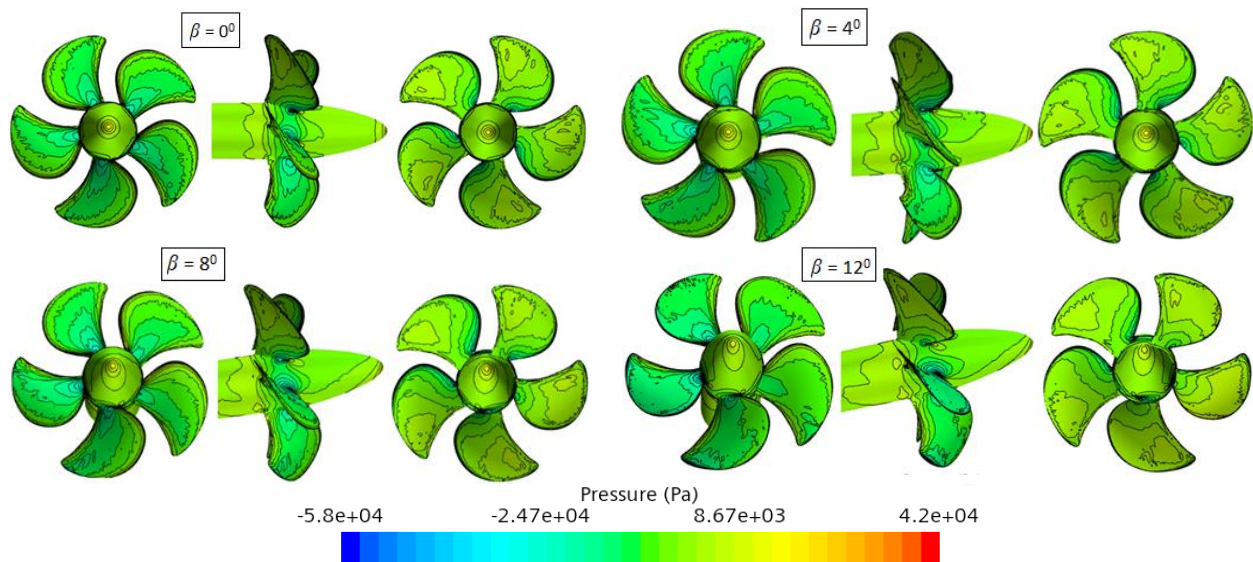 β = 0⁰
β = 4⁰
β = 8⁰
β = 12⁰
Pressure (Pa)
-5.8e+04 -2.47e+04 8.67e+03 4.2e+04